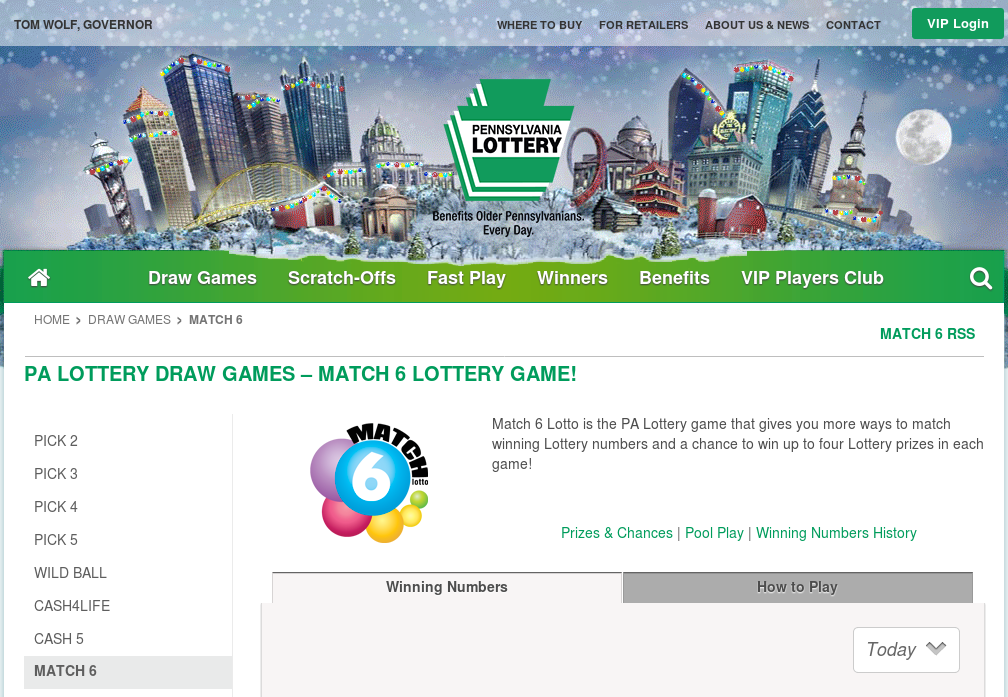 TOM WOLF, GOVERNOR
WHERE TO BUY FOR RETAILERS ABOUT US & NEWS CONTACT VIP Login
PENNSYLVANIA
LOTTERY
Benefits Older Pennsylvanians.
Every Day.
Draw Games Scratch-Offs Fast Play Winners Benefits VIP Players Club
HOME > DRAW GAMES > MATCH 6
MATCH 6 RSS
PA LOTTERY DRAW GAMES – MATCH 6 LOTTERY GAME!
PICK 2
PICK 3
PICK 4
PICK 5
WILD BALL
CASH4LIFE
CASH 5
MATCH 6
MATCH
6
lotto
Match 6 Lotto is the PA Lottery game that gives you more ways to match
winning Lottery numbers and a chance to win up to four Lottery prizes in each
game!
Prizes & Chances | Pool Play | Winning Numbers History
Winning Numbers How to Play
Today